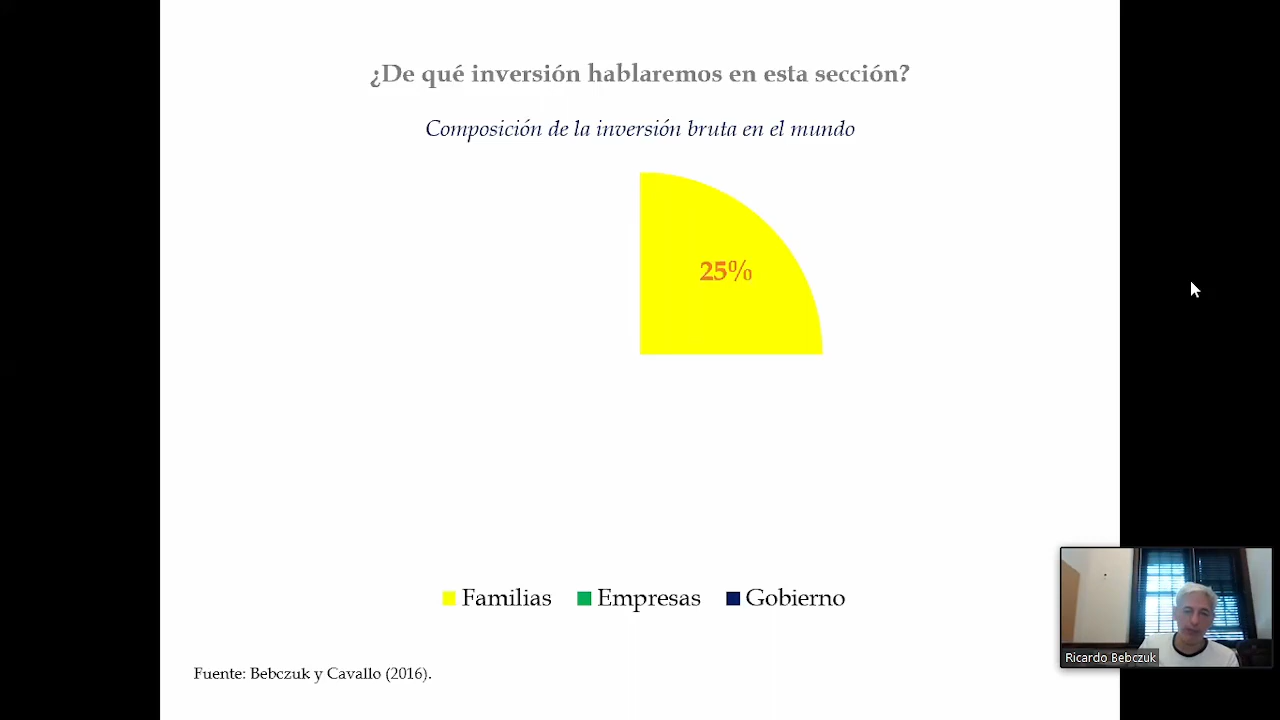 ¿De qué inversión hablaremos en esta sección?
Composición de la inversión bruta en el mundo
25%
Familias Empresas Gobierno
Fuente: Bebczuk y Cavallo (2016).
Ricardo Bebczuk